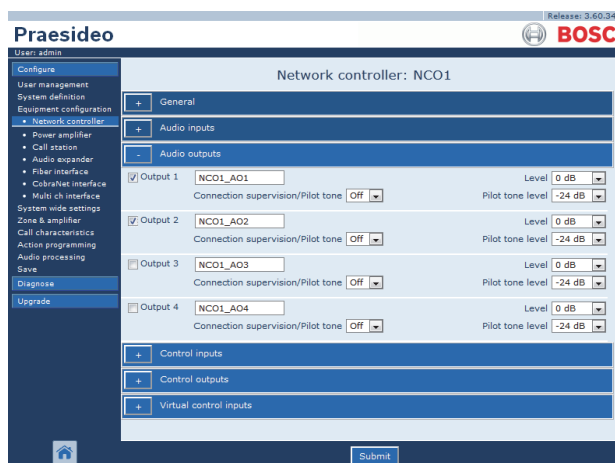 Release: 3.60.34
Praesideo
BOSC
User: admin
Configure
User management
System definition
Equipment configuration
• Network controller
• Power amplifier
• Call station
• Audio expander
• Fiber interface
• CobraNet interface
• Multi ch interface
System wide settings
Zone & amplifier
Call characteristics
Action programming
Audio processing
Save
Diagnose
Upgrade
Network controller: NCO1
+ General
+ Audio inputs
- Audio outputs
Output 1 NCO1_AO1 Level 0 dB
Connection supervision/Pilot tone Off Pilot tone level -24 dB
Output 2 NCO1_AO2 Level 0 dB
Connection supervision/Pilot tone Off Pilot tone level -24 dB
Output 3 NCO1_AO3 Level 0 dB
Connection supervision/Pilot tone Off Pilot tone level -24 dB
Output 4 NCO1_AO4 Level 0 dB
Connection supervision/Pilot tone Off Pilot tone level -24 dB
+ Control inputs
+ Control outputs
+ Virtual control inputs
Submit